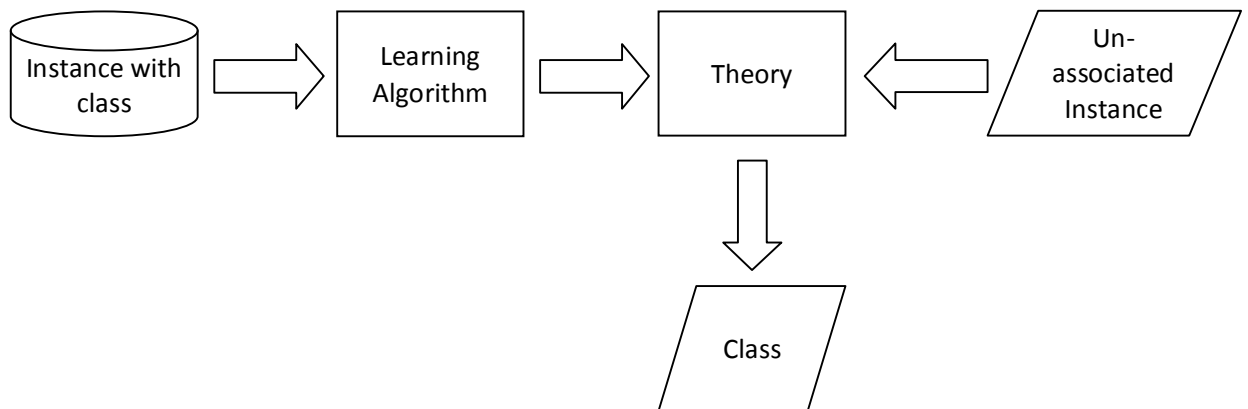 Instance with
class
Learning
Algorithm
Theory
Un-
associated
Instance
Class